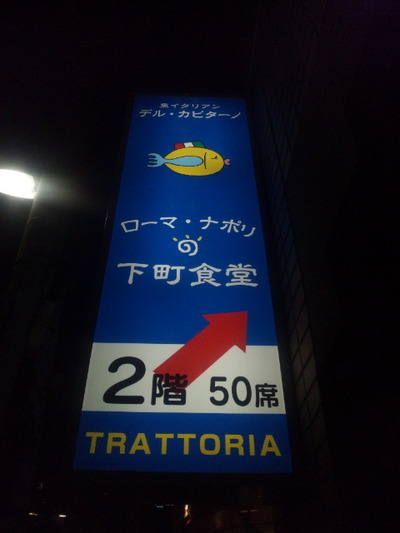 魚イタリアン
デル・カピターノ
ローマ・ナポリ
の
下町食堂
2階 50席
TRATTORIA